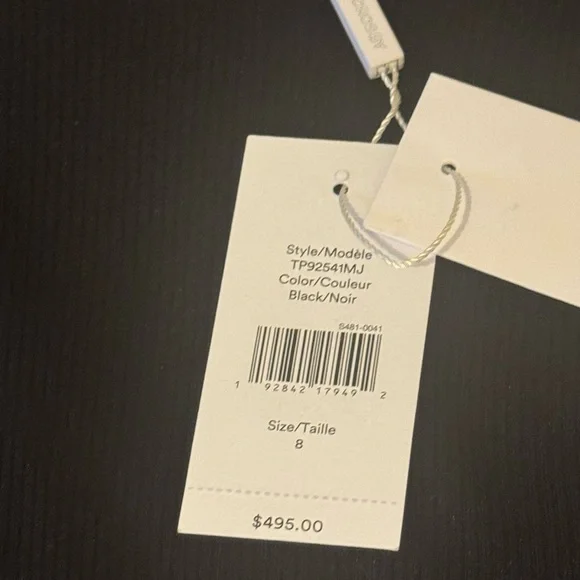 Style/Modèle
TP92541MJ
Color/Couleur
Black/Noir
S481-0041
1 92842 17949 2
Size/Taille
8
$495.00